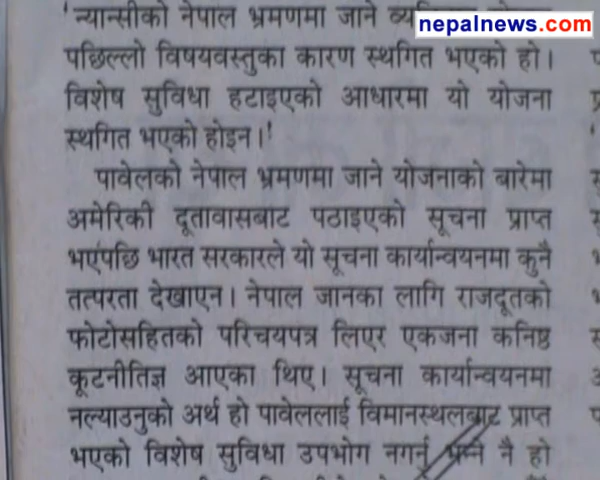 nepalnews.com
'न्यान्सीको नेपाल भ्रमणमा जाने
पछिल्लो विषयवस्तुका कारण स्थगित भएको हो।
विशेष सुविधा हटाइएको आधारमा यो योजना
स्थगित भएको होइन।'
पावेलको नेपाल भ्रमणमा जाने योजनाको बारेमा
अमेरिकी दूतावासबाट पठाइएको सूचना प्राप्त
भएपछि भारत सरकारले यो सूचना कार्यान्वयनमा कुनै
तत्परता देखाएन। नेपाल जानका लागि राजदूतको
फोटोसहितको परिचयपत्र लिएर एकजना कनिष्ठ
कूटनीतिज्ञ आएका थिए। सूचना कार्यान्वयनमा
नल्याउनुको अर्थ हो पावेललाई विमानस्थलबाट प्राप्त
भएको विशेष सुविधा उपभोग नगर्नु भन्ने नै हो